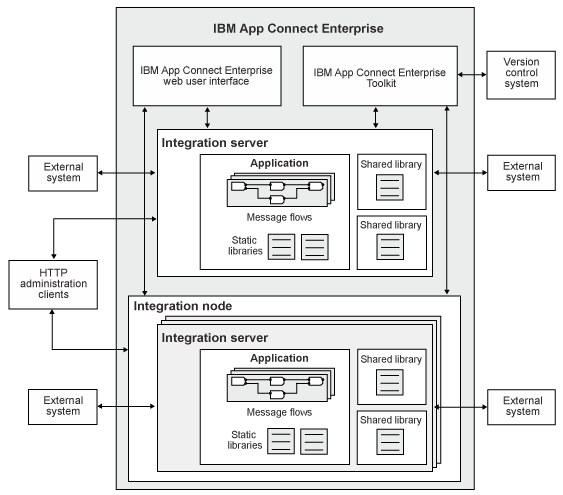 IBM App Connect Enterprise
IBM App Connect Enterprise
web user interface
IBM App Connect Enterprise
Toolkit
Version
control
system
Integration server
External
system
Application
Message flows
Static
libraries
Shared library
Shared library
External
system
HTTP
administration
clients
Integration node
Integration server
External
system
Application
Message flows
Static
libraries
Shared library
Shared library
External
system